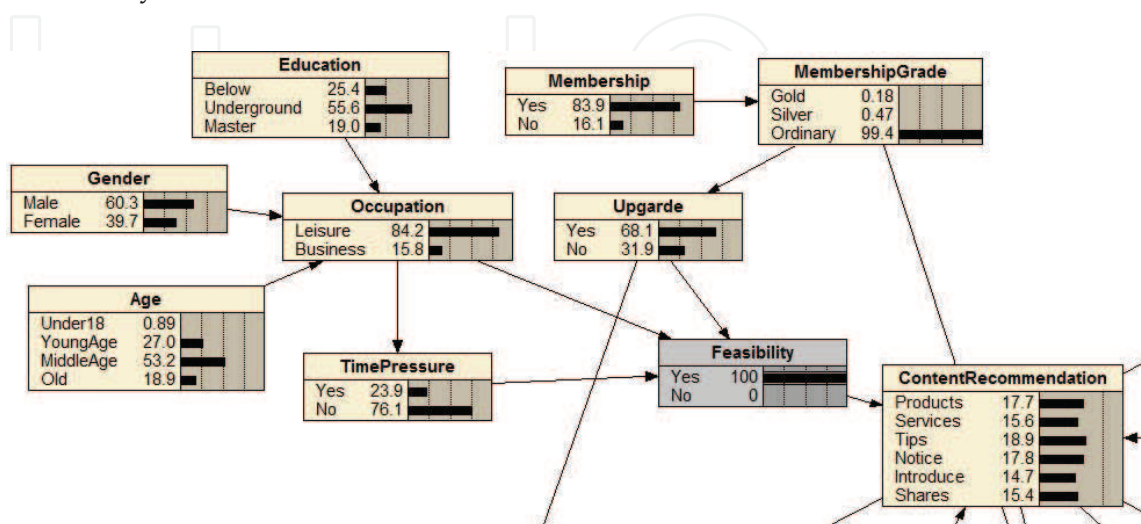 Education
Below 25.4
Underground 55.6
Master 19.0
Membership
Yes 83.9
No 16.1
MembershipGrade
Gold 0.18
Silver 0.47
Ordinary 99.4
Gender
Male 60.3
Female 39.7
Occupation
Leisure 84.2
Business 15.8
Upgarde
Yes 68.1
No 31.9
Age
Under18 0.89
YoungAge 27.0
MiddleAge 53.2
Old 18.9
TimePressure
Yes 23.9
No 76.1
Feasibility
Yes 100
No 0
ContentRecommendation
Products 17.7
Services 15.6
Tips 18.9
Notice 17.8
Introduce 14.7
Shares 15.4